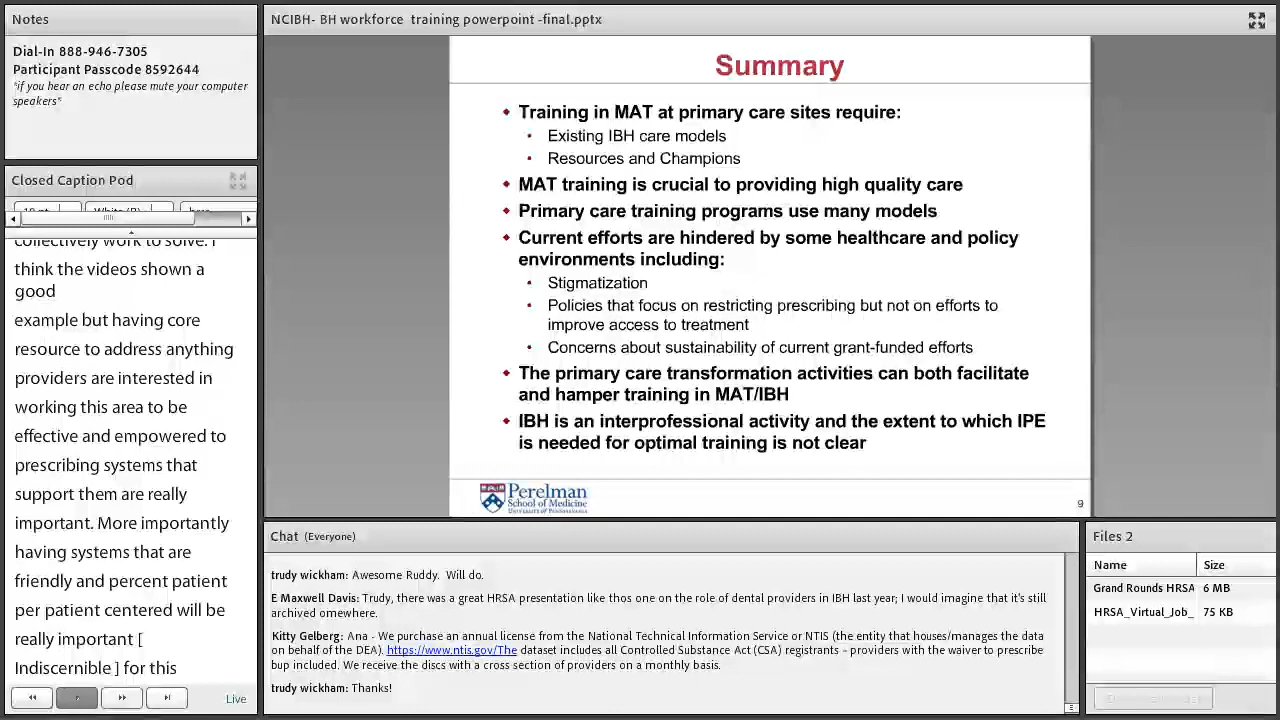 Notes
Dial-In 888-946-7305
Participant Passcode 8592644
*if you hear an echo please mute your computer
speakers*
Closed Caption Pod
collectively work to solve. I
think the videos shown a
good
example but having core
resource to address anything
providers are interested in
working this area to be
effective and empowered to
prescribing systems that
support them are really
important. More importantly
having systems that are
friendly and percent patient
per patient centered will be
really important [
Indiscernible ] for this
Live
NCIBH- BH workforce  training powerpoint -final.pptx
Summary
Training in MAT at primary care sites require:
Existing IBH care models
Resources and Champions
MAT training is crucial to providing high quality care
Primary care training programs use many models
Current efforts are hindered by some healthcare and policy
environments including:
Stigmatization
Policies that focus on restricting prescribing but not on efforts to
improve access to treatment
Concerns about sustainability of current grant-funded efforts
The primary care transformation activities can both facilitate
and hamper training in MAT/IBH
IBH is an interprofessional activity and the extent to which IPE
is needed for optimal training is not clear
Perelman
School of Medicine
University of Pennsylvania
9
Chat (Everyone)
trudy wickham: Awesome Ruddy.  Will do.
E Maxwell Davis: Trudy, there was a great HRSA presentation like thos one on the role of dental providers in IBH last year; I would imagine that it's still
archived omewhere.
Kitty Gelberg: Ana - We purchase an annual license from the National Technical Information Service or NTIS (the entity that houses/manages the data
on behalf of the DEA). https://www.ntis.gov/The dataset includes all Controlled Substance Act (CSA) registrants – providers with the waiver to prescribe
bup included. We receive the discs with a cross section of providers on a monthly basis.
trudy wickham: Thanks!
Files 2
Name Size
Grand Rounds HRSA 6 MB
HRSA_Virtual_Job_ 75 KB